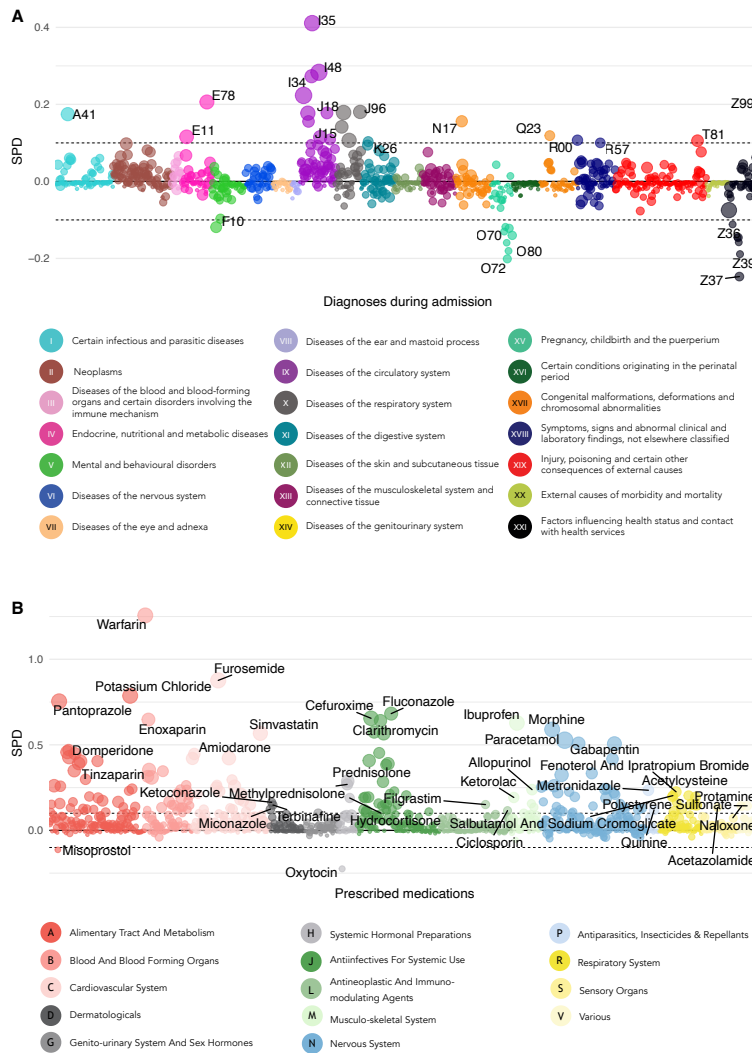 A
0.4
0.2
0.0
−0.2
SPD
I35
I48
I34
E78
A41
J18
J96
E11
J15
K26
N17
Q23
R00
R57
T81
Z99
F10
O70
O80
O72
Z36
Z39
Z37
Diagnoses during admission
I Certain infectious and parasitic diseases
II Neoplasms
III Diseases of the blood and blood-forming
organs and certain disorders involving the
immune mechanism
IV Endocrine, nutritional and metabolic diseases
V Mental and behavioural disorders
VI Diseases of the nervous system
VII Diseases of the eye and adnexa
VIII Diseases of the ear and mastoid process
IX Diseases of the circulatory system
X Diseases of the respiratory system
XI Diseases of the digestive system
XII Diseases of the skin and subcutaneous tissue
XIII Diseases of the musculoskeletal system and
connective tissue
XIV Diseases of the genitourinary system
XV Pregnancy, childbirth and the puerperium
XVI Certain conditions originating in the perinatal
period
XVII Congenital malformations, deformations and
chromosomal abnormalities
XVIII Symptoms, signs and abnormal clinical and
laboratory findings, not elsewhere classified
XIX Injury, poisoning and certain other
consequences of external causes
XX External causes of morbidity and mortality
XXI Factors influencing health status and contact
with health services
B
1.0
0.5
0.0
SPD
Warfarin
Furosemide
Potassium Chloride
Pantoprazole
Cefuroxime
Fluconazole
Enoxaparin
Simvastatin
Clarithromycin
Ibuprofen
Morphine
Domperidone
Amiodarone
Paracetamol
Gabapentin
Tinzaparin
Prednisolone
Allopurinol
Fenoterol And Ipratropium Bromide
Ketorolac
Acetylcysteine
Ketoconazole
Methylprednisolone
Filgrastim
Metronidazole
Protamine
Polystyrene Sulfonate
Miconazole
Terbinafine
Hydrocortisone
Salbutamol And Sodium Cromoglicate
Naloxone
Misoprostol
Ciclosporin
Quinine
Oxytocin
Acetazolamide
Prescribed medications
A Alimentary Tract And Metabolism
B Blood And Blood Forming Organs
C Cardiovascular System
D Dermatologicals
G Genito-urinary System And Sex Hormones
H Systemic Hormonal Preparations
J Antiinfectives For Systemic Use
L Antineoplastic And Immuno-
modulating Agents
M Musculo-skeletal System
N Nervous System
P Antiparasitics, Insecticides & Repellants
R Respiratory System
S Sensory Organs
V Various